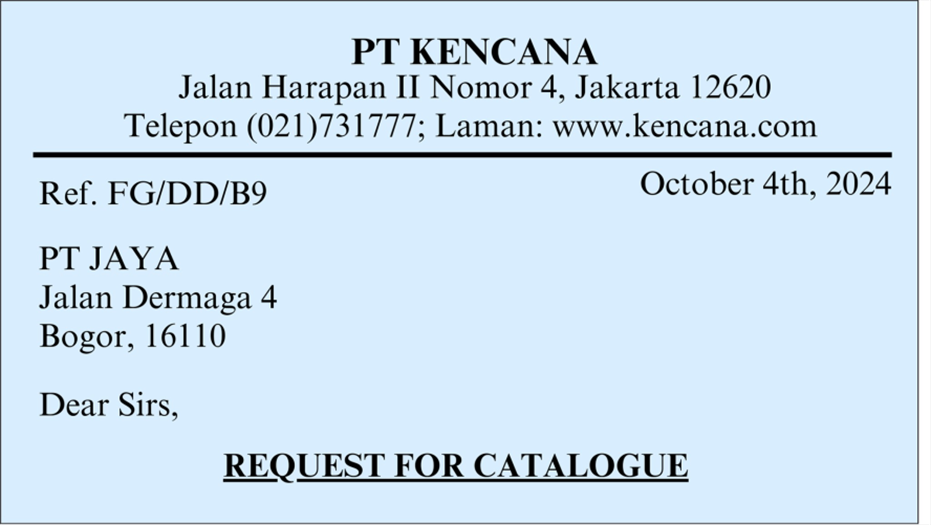 PT KENCANA
Jalan Harapan II Nomor 4, Jakarta 12620
Telepon (021)731777; Laman: www.kencana.com
October 4th, 2024
Ref. FG/DD/B9
PT JAYA
Jalan Dermaga 4
Bogor, 16110
Dear Sirs,
REQUEST FOR CATALOGUE